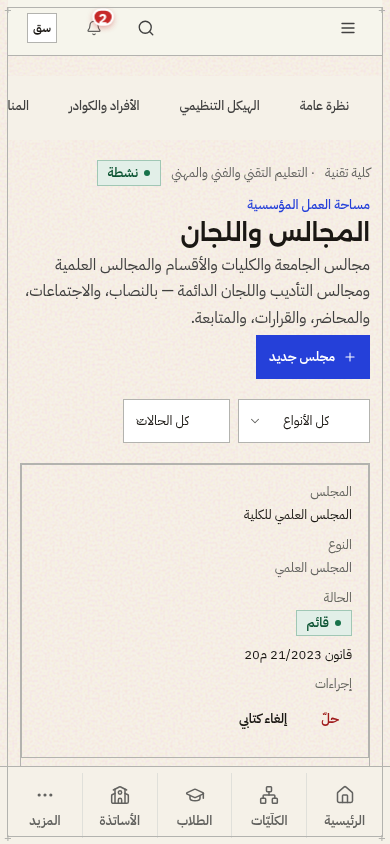 سق
2
نظرة عامة
الهيكل التنظيمي
الأفراد والكوادر
المنا
كلية تقنية · التعليم التقني والفني والمهني
نشطة
مساحة العمل المؤسسية
المجالس واللجان
مجالس الجامعة والكليات والأقسام والمجالس العلمية
ومجالس التأديب واللجان الدائمة — بالنصاب، والاجتماعات،
والمحاضر، والقرارات، والمتابعة.
+ مجلس جديد
كل الأنواع
كل الحالات
المجلس
المجلس العلمي للكلية
النوع
المجلس العلمي
الحالة
قائم
قانون 21/2023 م20
إجراءات
حلّ
إلغاء كتابي
الرئيسية
الكليّات
الطلاب
الأساتذة
المزيد